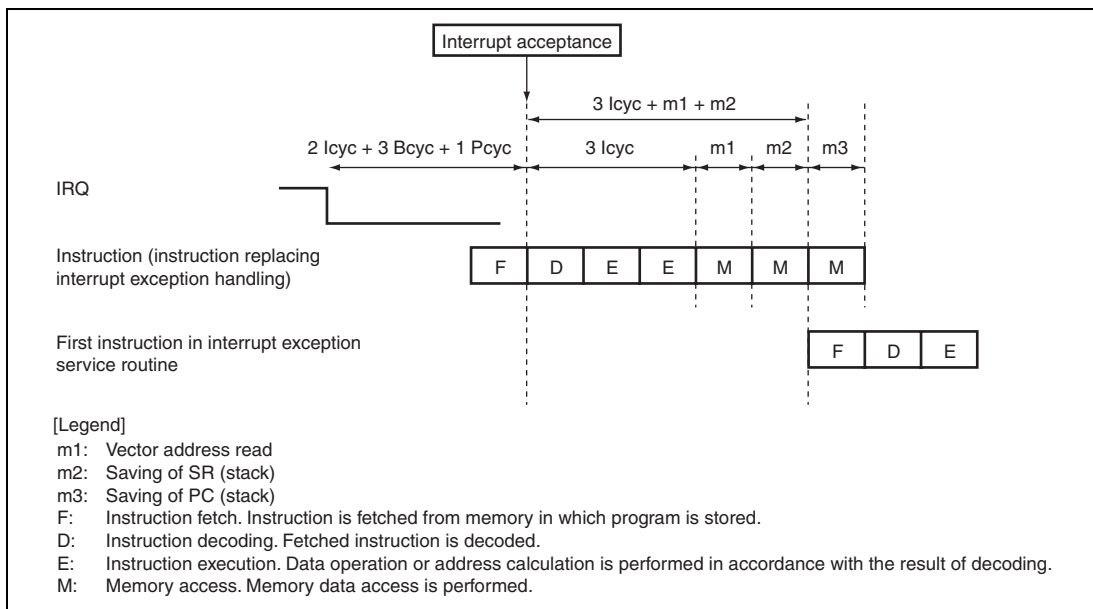 Interrupt acceptance
3 Icyc + m1 + m2
2 Icyc + 3 Bcyc + 1 Pcyc 3 Icyc m1 m2 m3
IRQ
Instruction (instruction replacing
interrupt exception handling)
F D E E M M M
First instruction in interrupt exception
service routine
F D E
[Legend]
m1: Vector address read
m2: Saving of SR (stack)
m3: Saving of PC (stack)
F: Instruction fetch. Instruction is fetched from memory in which program is stored.
D: Instruction decoding. Fetched instruction is decoded.
E: Instruction execution. Data operation or address calculation is performed in accordance with the result of decoding.
M: Memory access. Memory data access is performed.